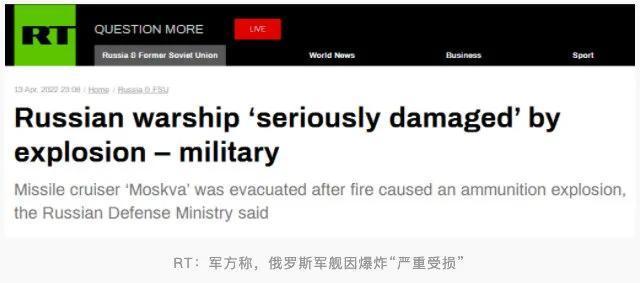 RT
QUESTION MORE
LIVE
Russia & Former Soviet Union
World News
Business
Sport
13 Apr, 2022 23:08 / Home / Russia & FSU
Russian warship ‘seriously damaged’ by
explosion – military
Missile cruiser ‘Moskva’ was evacuated after fire caused an ammunition explosion,
the Russian Defense Ministry said
RT：军方称，俄罗斯军舰因爆炸“严重受损”